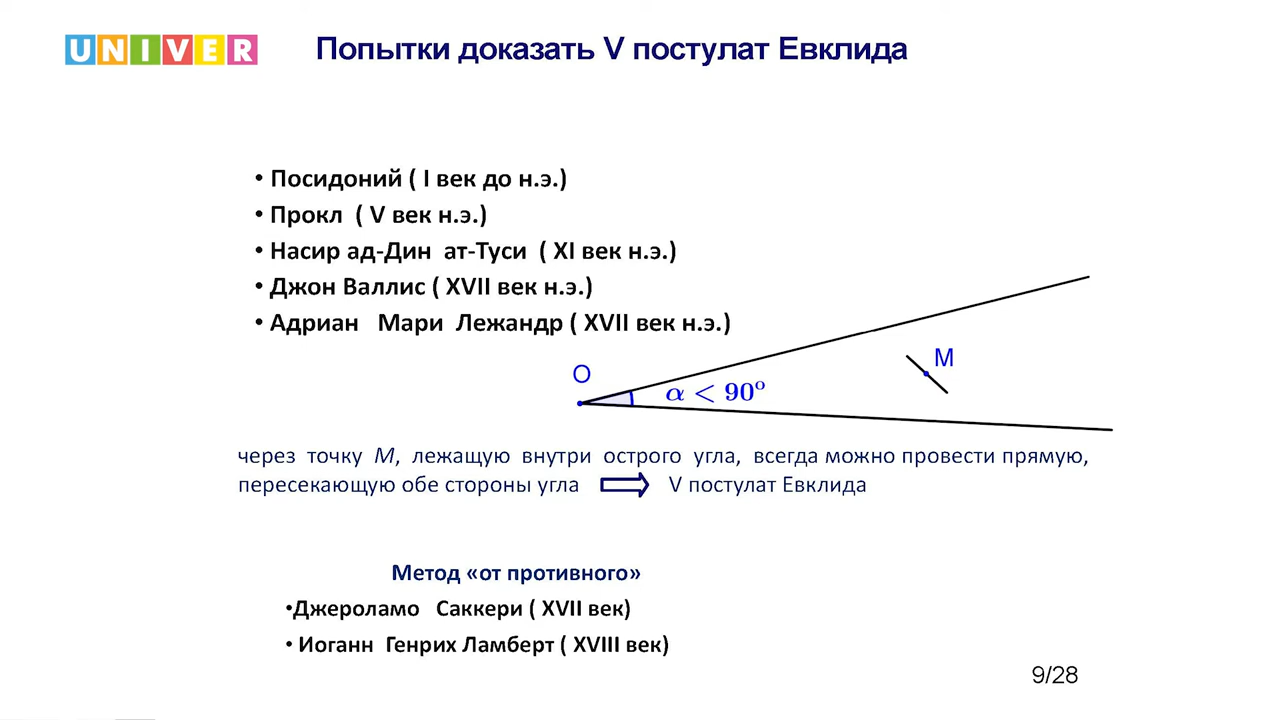 UNIVER
Попытки доказать V постулат Евклида
• Посидоний ( I век до н.э.)
• Прокл ( V век н.э.)
• Насир ад-Дин ат-Туси ( XI век н.э.)
• Джон Валлис ( XVII век н.э.)
• Адриан Мари Лежандр ( XVII век н.э.)
M
O
α < 90º
через точку M, лежащую внутри острого угла, всегда можно провести прямую,
пересекающую обе стороны угла ⇒ V постулат Евклида
Метод «от противного»
•Джероламо Саккери ( XVII век)
• Иоганн Генрих Ламберт ( XVIII век)
9/28